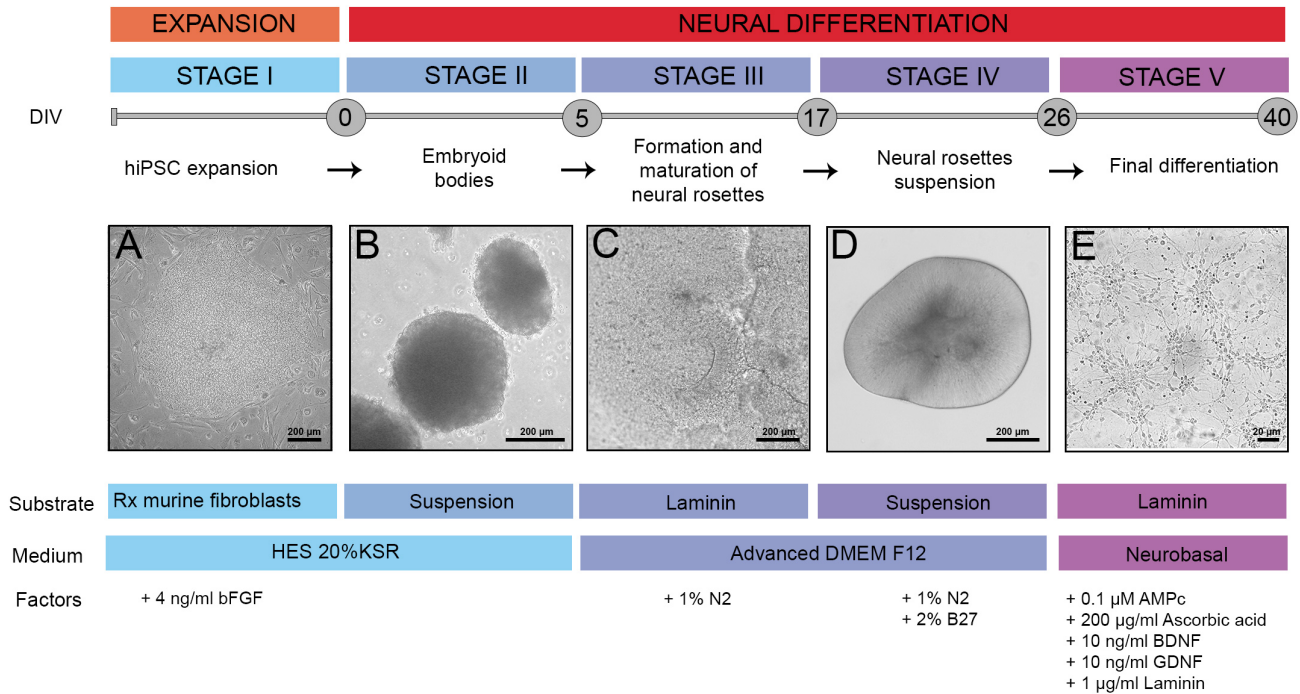 EXPANSION
NEURAL DIFFERENTIATION
STAGE I
STAGE II
STAGE III
STAGE IV
STAGE V
DIV
0
5
17
26
40
hiPSC expansion
Embryoid
bodies
Formation and
maturation of
neural rosettes
Neural rosettes
suspension
Final differentiation
A
200 µm
B
200 µm
C
200 µm
D
200 µm
E
20 µm
Substrate
Rx murine fibroblasts
Suspension
Laminin
Suspension
Laminin
Medium
HES 20%KSR
Advanced DMEM F12
Neurobasal
Factors
+ 4 ng/ml bFGF
+ 1% N2
+ 1% N2
+ 2% B27
+ 0.1 µM AMPc
+ 200 µg/ml Ascorbic acid
+ 10 ng/ml BDNF
+ 10 ng/ml GDNF
+ 1 µg/ml Laminin